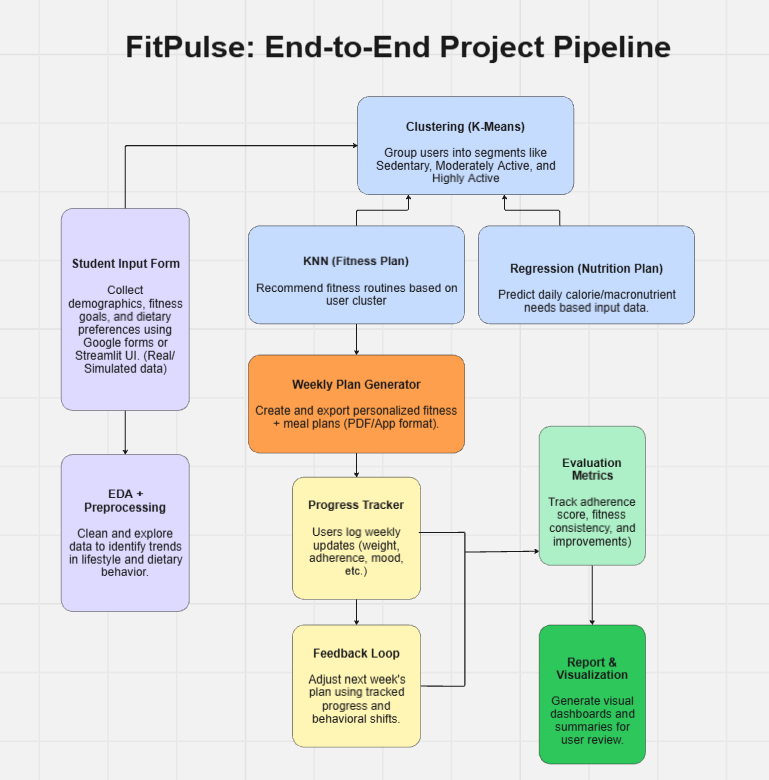 FitPulse: End-to-End Project Pipeline
Clustering (K-Means)
Group users into segments like
Sedentary, Moderately Active, and
Highly Active
Student Input Form
Collect
demographics, fitness
goals, and dietary
preferences using
Google forms or
Streamlit UI. (Real/
Simulated data)
KNN (Fitness Plan)
Recommend fitness routines based on
user cluster
Regression (Nutrition Plan)
Predict daily calorie/macronutrient
needs based input data.
Weekly Plan Generator
Create and export personalized fitness
+ meal plans (PDF/App format).
EDA +
Preprocessing
Clean and explore
data to identify trends
in lifestyle and dietary
behavior.
Progress Tracker
Users log weekly
updates (weight,
adherence, mood,
etc.)
Evaluation
Metrics
Track adherence
score, fitness
consistency, and
improvements)
Feedback Loop
Adjust next week's
plan using tracked
progress and
behavioral shifts.
Report &
Visualization
Generate visual
dashboards and
summaries for
user review.